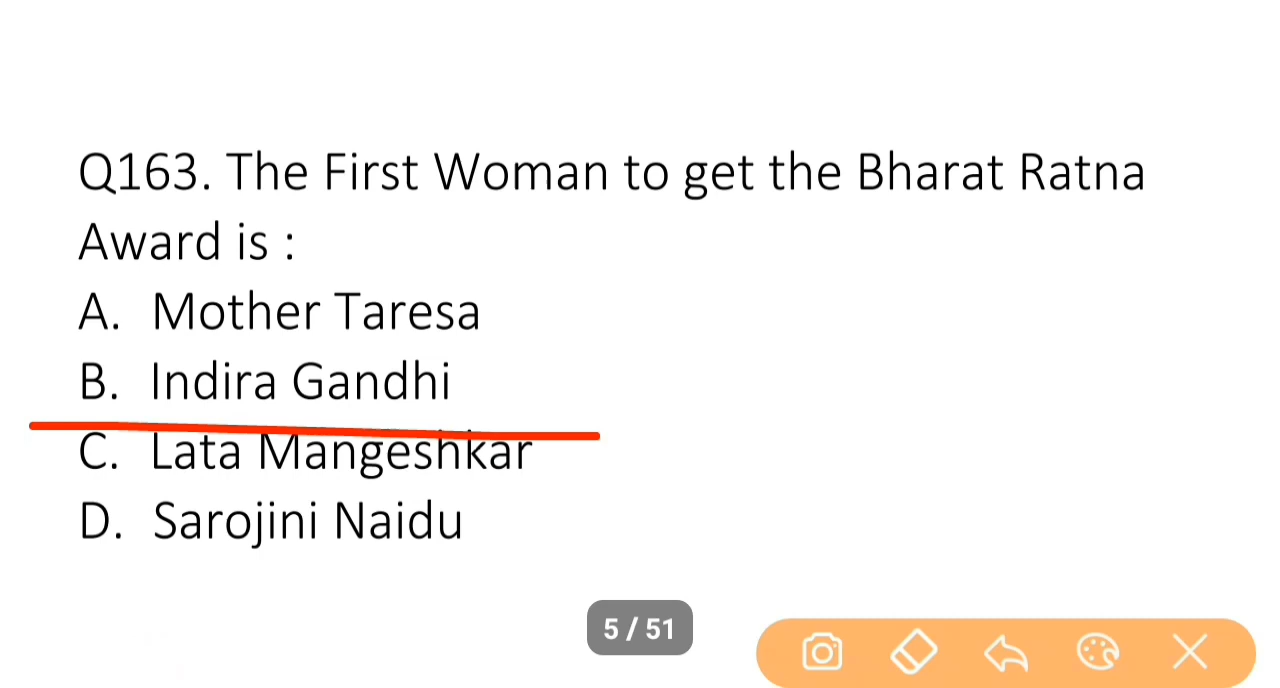 Q163. The First Woman to get the Bharat Ratna
Award is :
A. Mother Taresa
B. Indira Gandhi
C. Lata Mangeshkar
D. Sarojini Naidu
5 / 51